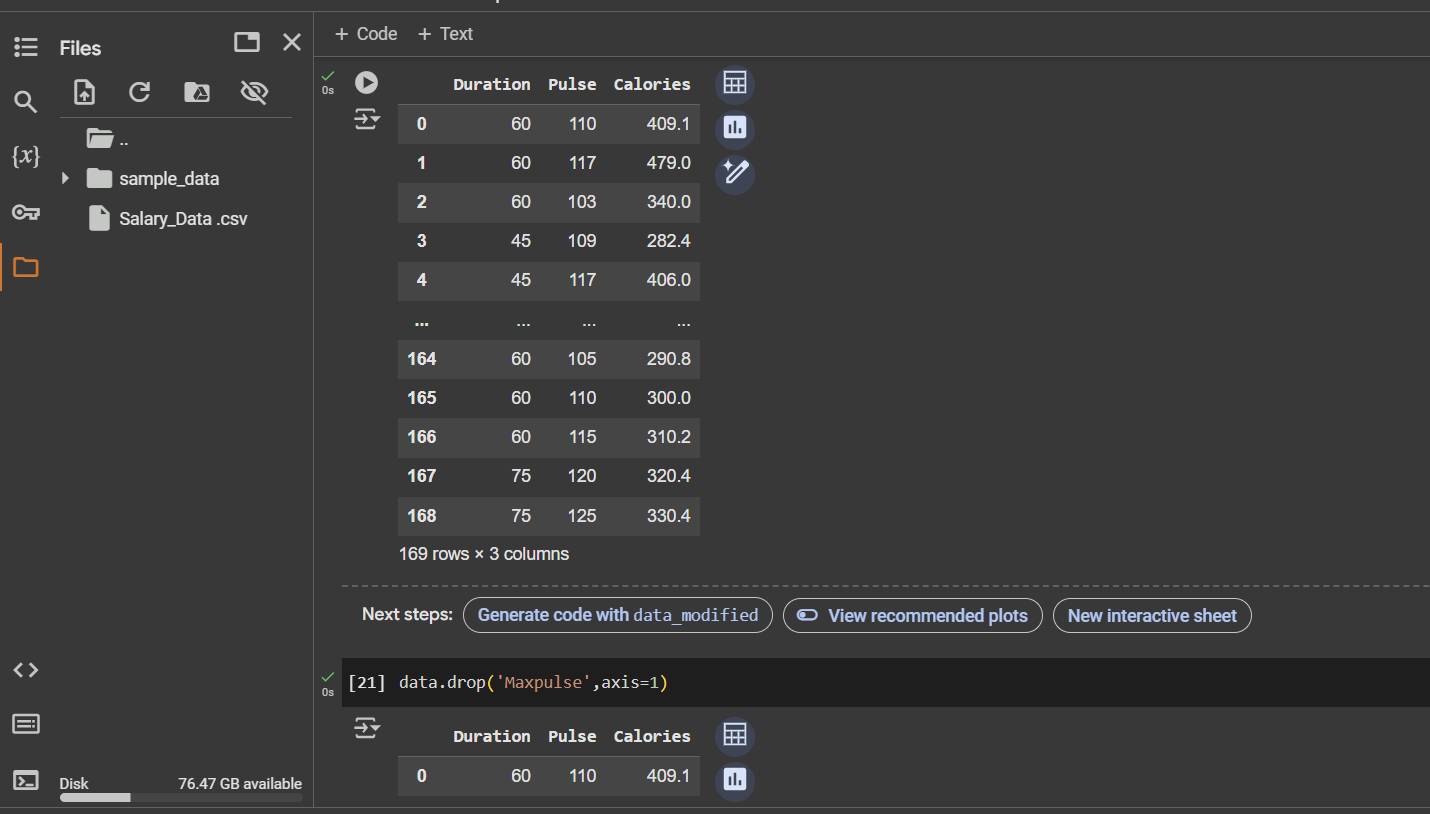 Files
{x}
..
sample_data
Salary_Data .csv
Disk 76.47 GB available
+ Code + Text
0s
Duration Pulse Calories
0 60 110 409.1
1 60 117 479.0
2 60 103 340.0
3 45 109 282.4
4 45 117 406.0
... ... ... ...
164 60 105 290.8
165 60 110 300.0
166 60 115 310.2
167 75 120 320.4
168 75 125 330.4
169 rows × 3 columns
Next steps: Generate code with data_modified View recommended plots New interactive sheet
0s
[21] data.drop('Maxpulse',axis=1)
Duration Pulse Calories
0 60 110 409.1